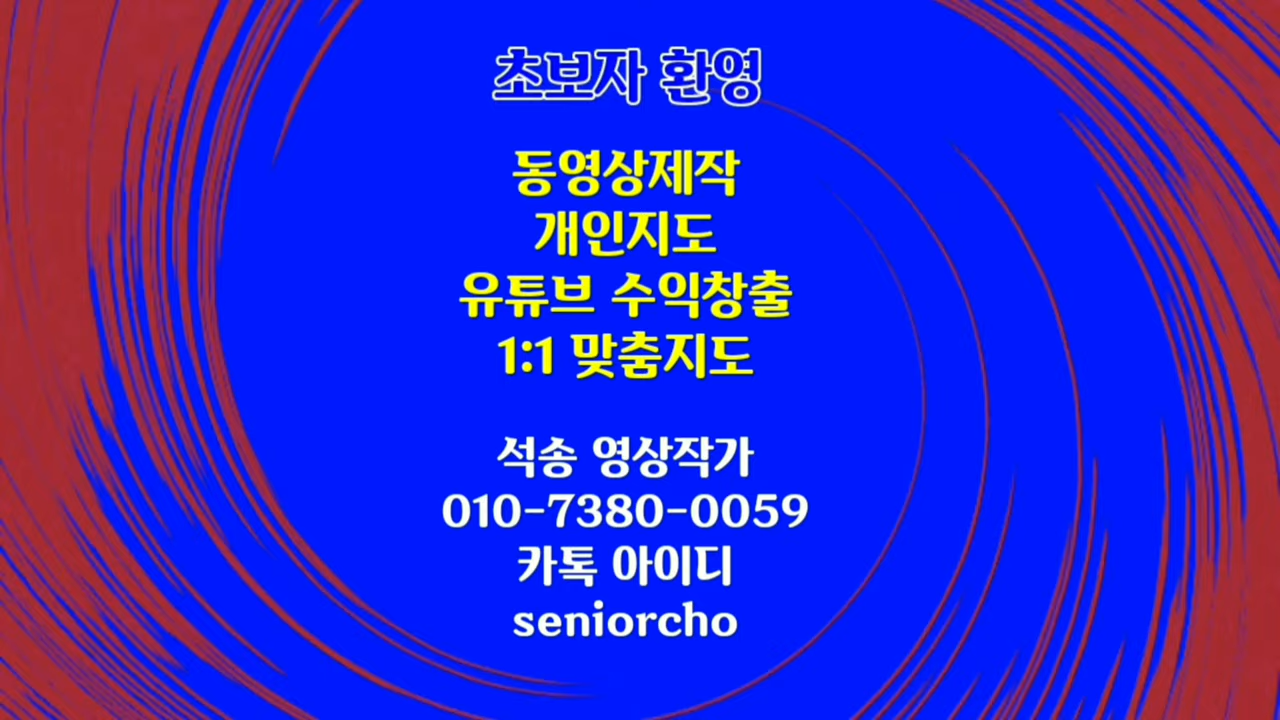 초보자 환영
동영상제작
개인지도
유튜브 수익창출
1:1 맞춤지도
석송 영상작가
010-7380-0059
카톡 아이디
seniorcho